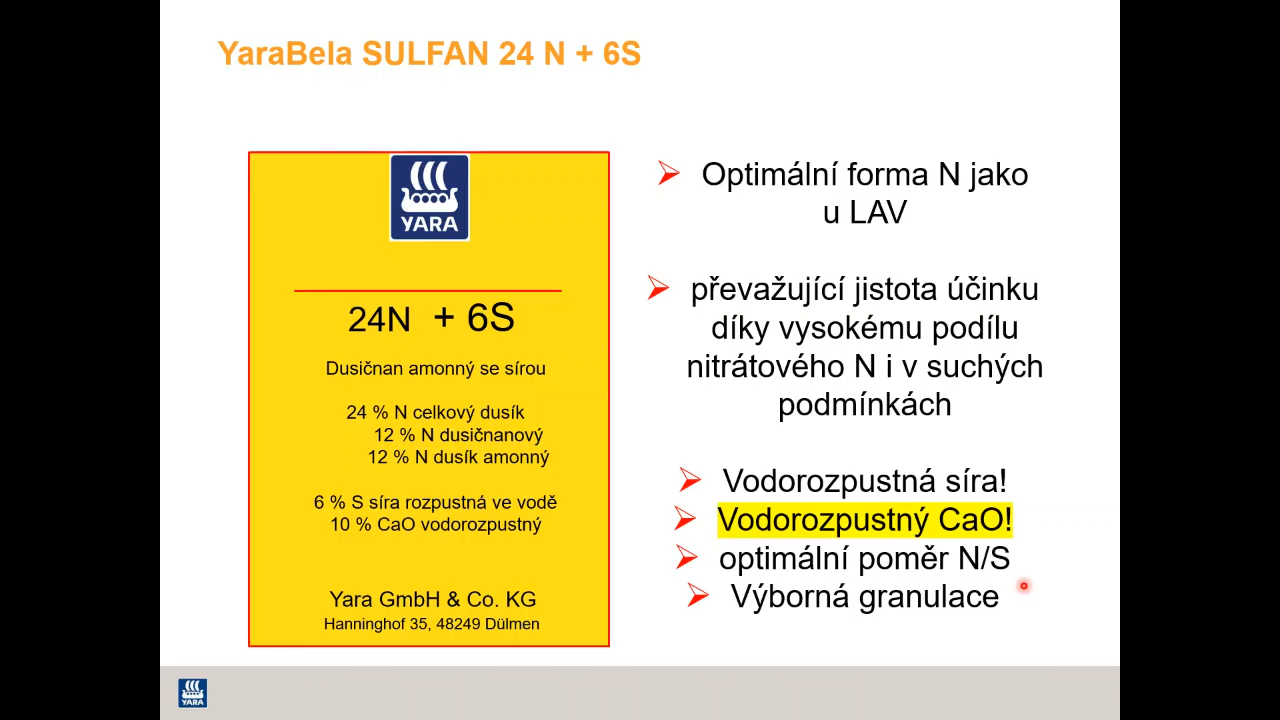 YaraBela SULFAN 24 N + 6S
YARA
24N + 6S
Dusičnan amonný se sírou
24 % N celkový dusík
12 % N dusičnanový
12 % N dusík amonný
6 % S síra rozpustná ve vodě
10 % CaO vodorozpustný
Yara GmbH & Co. KG
Hanninghof 35, 48249 Dülmen
Optimální forma N jako
u LAV
převažující jistota účinku
díky vysokému podílu
nitrátového N i v suchých
podmínkách
Vodorozpustná síra!
Vodorozpustný CaO!
optimální poměr N/S
Výborná granulace
YARA